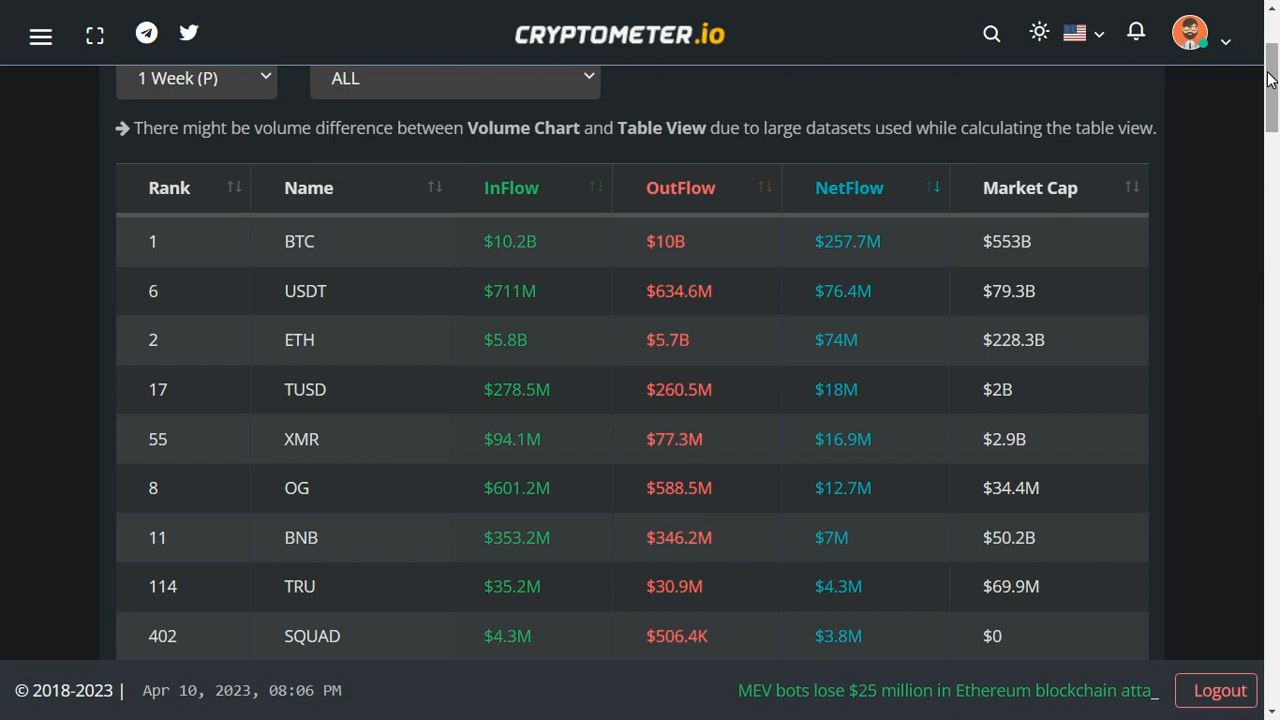 CRYPTOMETER.io
1 Week (P)
ALL
There might be volume difference between Volume Chart and Table View due to large datasets used while calculating the table view.
Rank Name InFlow OutFlow NetFlow Market Cap
1 BTC $10.2B $10B $257.7M $553B
6 USDT $711M $634.6M $76.4M $79.3B
2 ETH $5.8B $5.7B $74M $228.3B
17 TUSD $278.5M $260.5M $18M $2B
55 XMR $94.1M $77.3M $16.9M $2.9B
8 OG $601.2M $588.5M $12.7M $34.4M
11 BNB $353.2M $346.2M $7M $50.2B
114 TRU $35.2M $30.9M $4.3M $69.9M
402 SQUAD $4.3M $506.4K $3.8M $0
© 2018-2023 | Apr 10, 2023, 08:06 PM
MEV bots lose $25 million in Ethereum blockchain atta_
Logout